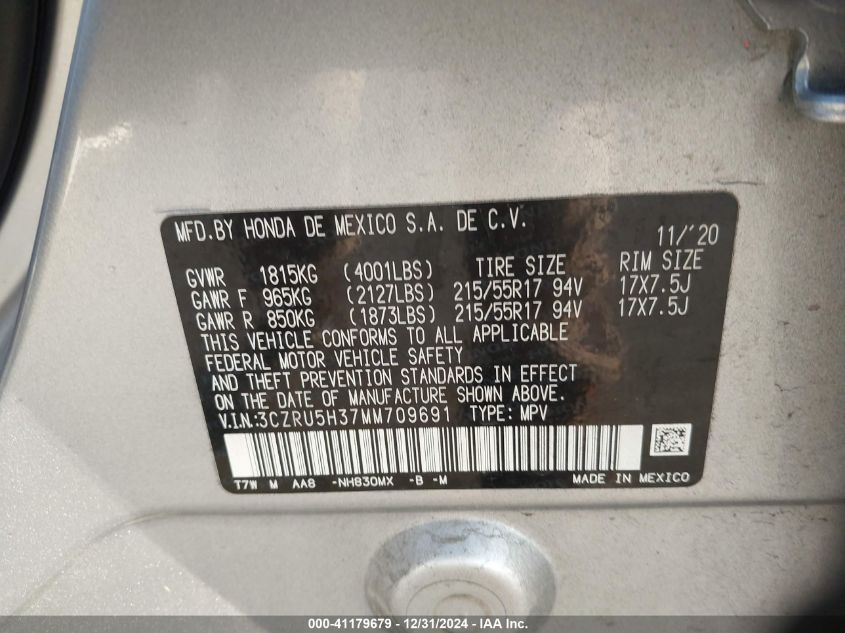 MFD.BY HONDA DE MEXICO S.A. DE C.V. 11/'20
GVWR 1815KG (4001LBS) TIRE SIZE RIM SIZE
GAWR F 965KG (2127LBS) 215/55R17 94V 17X7.5J
GAWR R 850KG (1873LBS) 215/55R17 94V 17X7.5J
THIS VEHICLE CONFORMS TO ALL APPLICABLE
FEDERAL MOTOR VEHICLE SAFETY
AND THEFT PREVENTION STANDARDS IN EFFECT
ON THE DATE OF MANUFACTURE SHOWN ABOVE.
V.I.N:3CZRU5H37MM709691 TYPE: MPV
T7W M AA8 -NH830MX -B -M MADE IN MEXICO
000-41179679 - 12/31/2024 - IAA Inc.